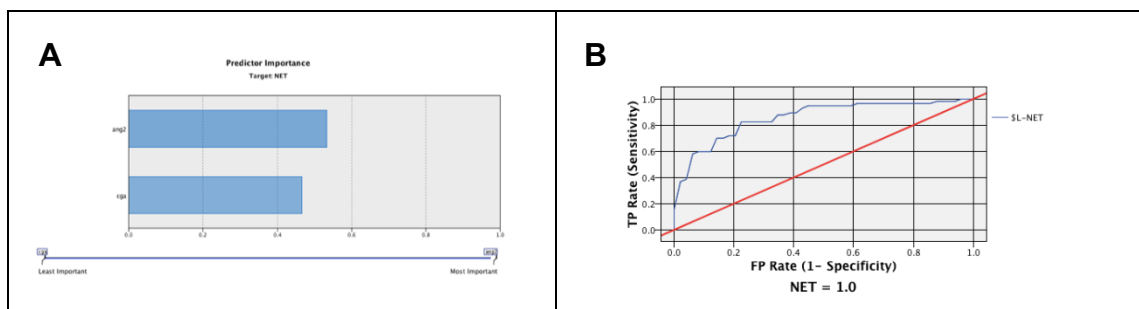 A
Predictor Importance
Target: NET
ang2
cga
0.0 0.2 0.4 0.6 0.8 1.0
cga ang2
Least Important Most Important
B
TP Rate (Sensitivity)
1.0
0.8
0.6
0.4
0.2
0.0
$L-NET
0.0 0.2 0.4 0.6 0.8 1.0
FP Rate (1- Specificity)
NET = 1.0